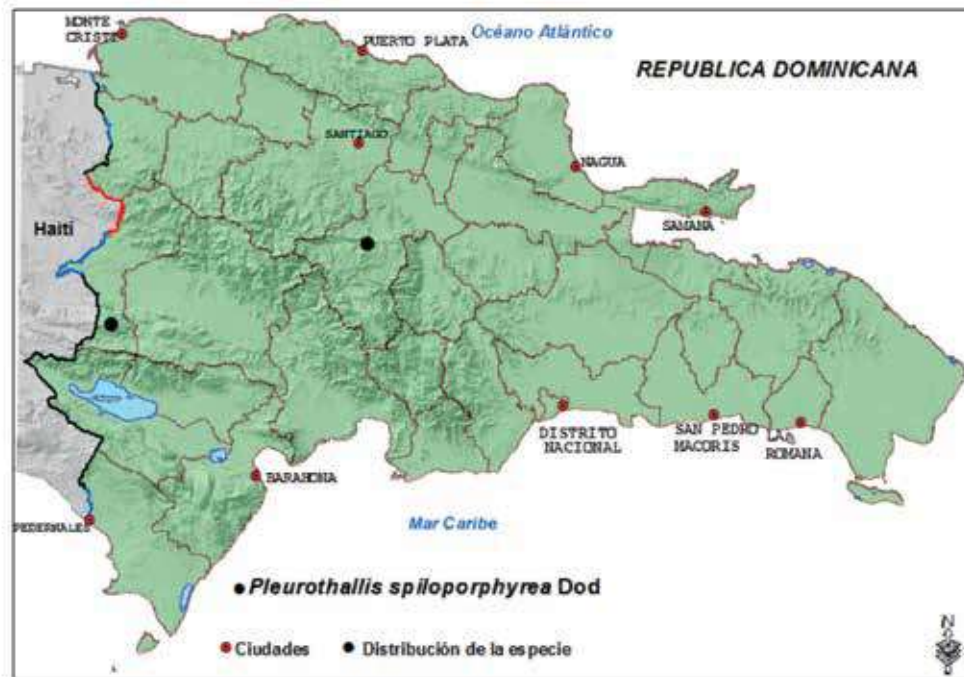 MONTE
CRISTI
PUERTO PLATA
Océano Atlántico
REPUBLICA DOMINICANA
SANTIAGO
NAGUA
SAMANA
Haití
DISTRITO
NACIONAL
SAN PEDRO
MACORIS
LA
ROMANA
BARAHONA
PEDERNALES
Mar Caribe
Pleurothallis spiloporphyrea Dod
Ciudades
Distribución de la especie
N